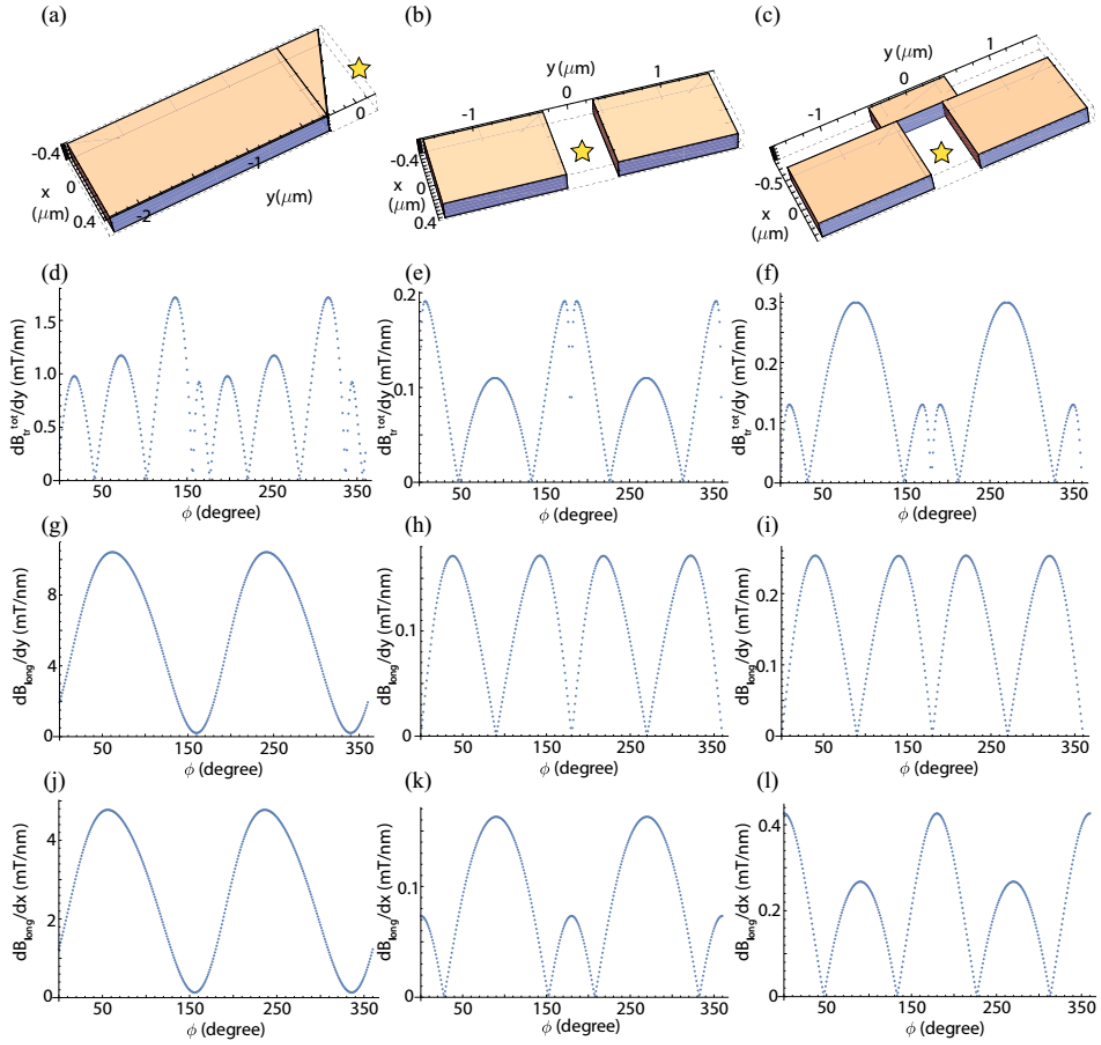 (a)
(b)
(c)
-0.4
0
0.4
x
(μm)
-2
-1
0
y(μm)
y (μm)
-1
0
1
-0.4
0
0.4
x
(μm)
y (μm)
-1
0
1
-0.5
0
x
(μm)
(d)
(e)
(f)
dB_tr^tot/dy (mT/nm)
1.5
1.0
0.5
0
50
150
250
350
ϕ (degree)
dB_tr^tot/dy (mT/nm)
0.2
0.1
0
50
150
250
350
ϕ (degree)
dB_tr^tot/dy (mT/nm)
0.3
0.2
0.1
0
50
150
250
350
ϕ (degree)
(g)
(h)
(i)
dB_long/dy (mT/nm)
8
4
0
50
150
250
350
ϕ (degree)
dB_long/dy (mT/nm)
0.1
0
50
150
250
350
ϕ (degree)
dB_long/dy (mT/nm)
0.2
0.1
0
50
150
250
350
ϕ (degree)
(j)
(k)
(l)
dB_long/dx (mT/nm)
4
2
0
50
150
250
350
ϕ (degree)
dB_long/dx (mT/nm)
0.1
0
50
150
250
350
ϕ (degree)
dB_long/dx (mT/nm)
0.4
0.2
0
50
150
250
350
ϕ (degree)